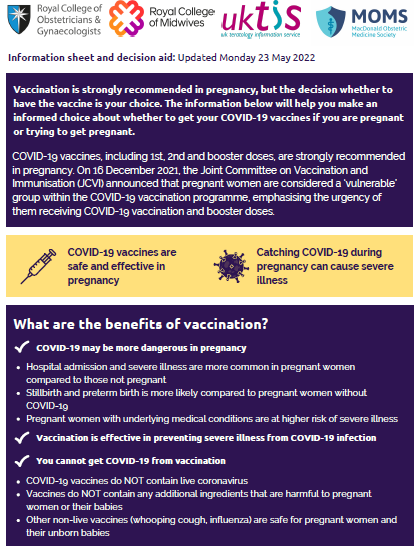 Royal College of
Obstetricians &
Gynaecologists
Royal College
of Midwives
uktis
uk teratology information service
MOMS
MacDonald Obstetric
Medicine Society
Information sheet and decision aid: Updated Monday 23 May 2022
Vaccination is strongly recommended in pregnancy, but the decision whether to
have the vaccine is your choice. The information below will help you make an
informed choice about whether to get your COVID-19 vaccines if you are pregnant
or trying to get pregnant.
COVID-19 vaccines, including 1st, 2nd and booster doses, are strongly recommended
in pregnancy. On 16 December 2021, the Joint Committee on Vaccination and
Immunisation (JCVI) announced that pregnant women are considered a ‘vulnerable’
group within the COVID-19 vaccination programme, emphasising the urgency of
them receiving COVID-19 vaccination and booster doses.
COVID-19 vaccines are
safe and effective in
pregnancy
Catching COVID-19 during
pregnancy can cause severe
illness
What are the benefits of vaccination?
COVID-19 may be more dangerous in pregnancy
• Hospital admission and severe illness are more common in pregnant women
compared to those not pregnant
• Stillbirth and preterm birth is more likely compared to pregnant women without
COVID-19
• Pregnant women with underlying medical conditions are at higher risk of severe illness
Vaccination is effective in preventing severe illness from COVID-19 infection
You cannot get COVID-19 from vaccination
• COVID-19 vaccines do NOT contain live coronavirus
• Vaccines do NOT contain any additional ingredients that are harmful to pregnant
women or their babies
• Other non-live vaccines (whooping cough, influenza) are safe for pregnant women and
their unborn babies